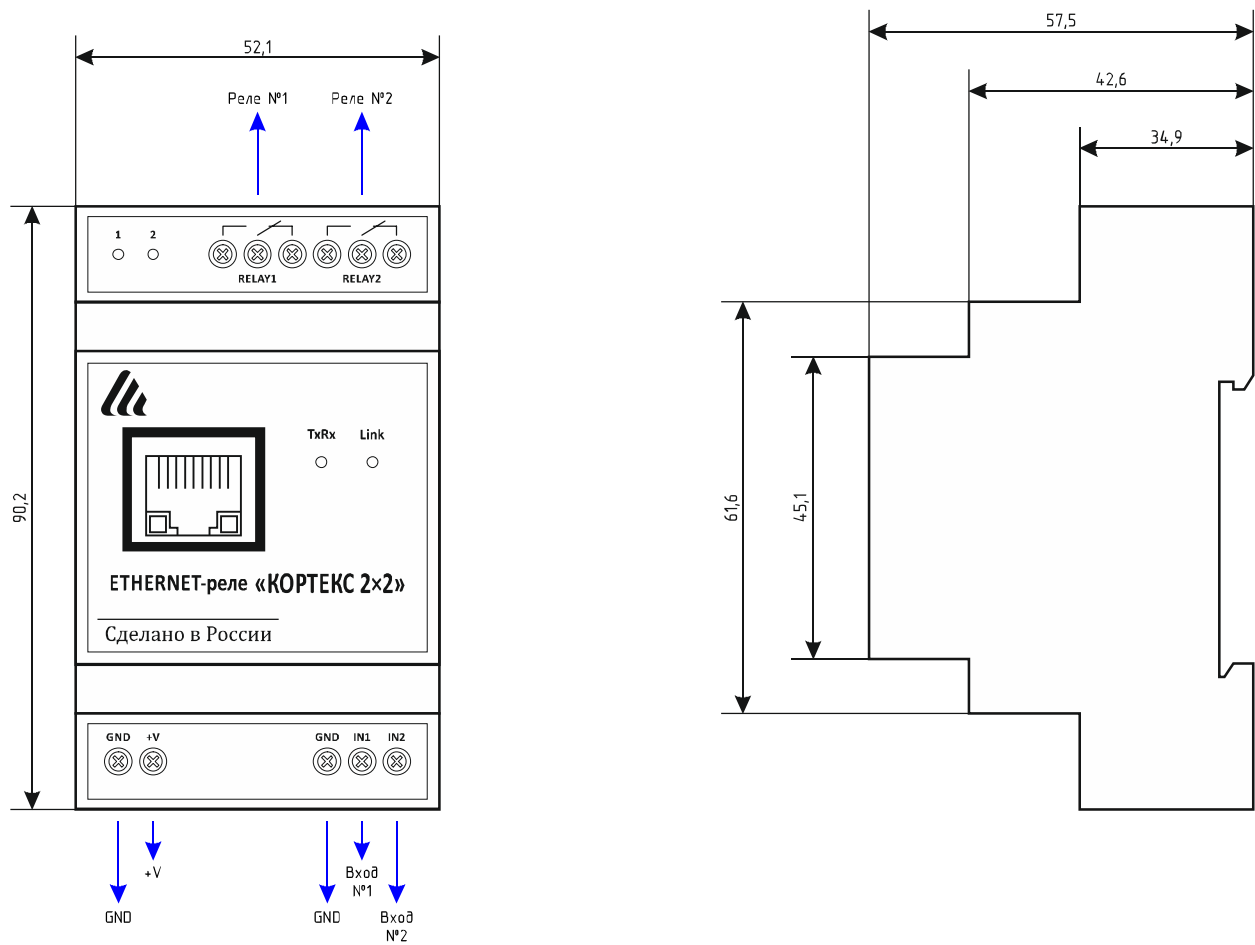 52,1
57,5
42,6
34,9
Реле №1 Реле №2
1 2
RELAY1 RELAY2
TxRx Link
90,2
61,6
45,1
ETHERNET-реле «КОРТЕКС 2×2»
Сделано в России
GND +V GND IN1 IN2
+V
Вход
№1
GND
GND
Вход
№2